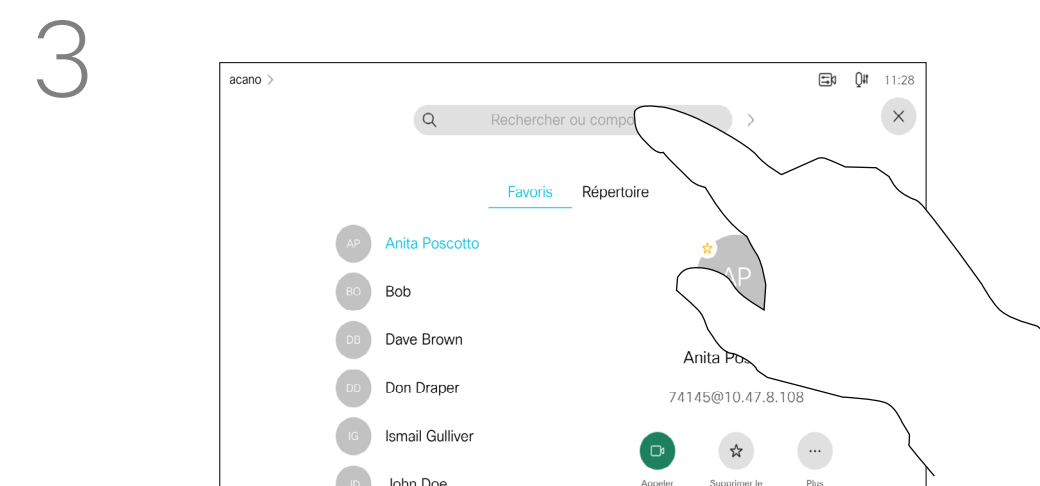 3
acano >
11:28
Rechercher ou compo
Favoris Répertoire
AP Anita Poscotto
AP
BO Bob
DB Dave Brown
Anita Pos
DD Don Draper
74145@10.47.8.108
IG Ismail Gulliver
JD John Doe
Appeler Supprimer le Plus